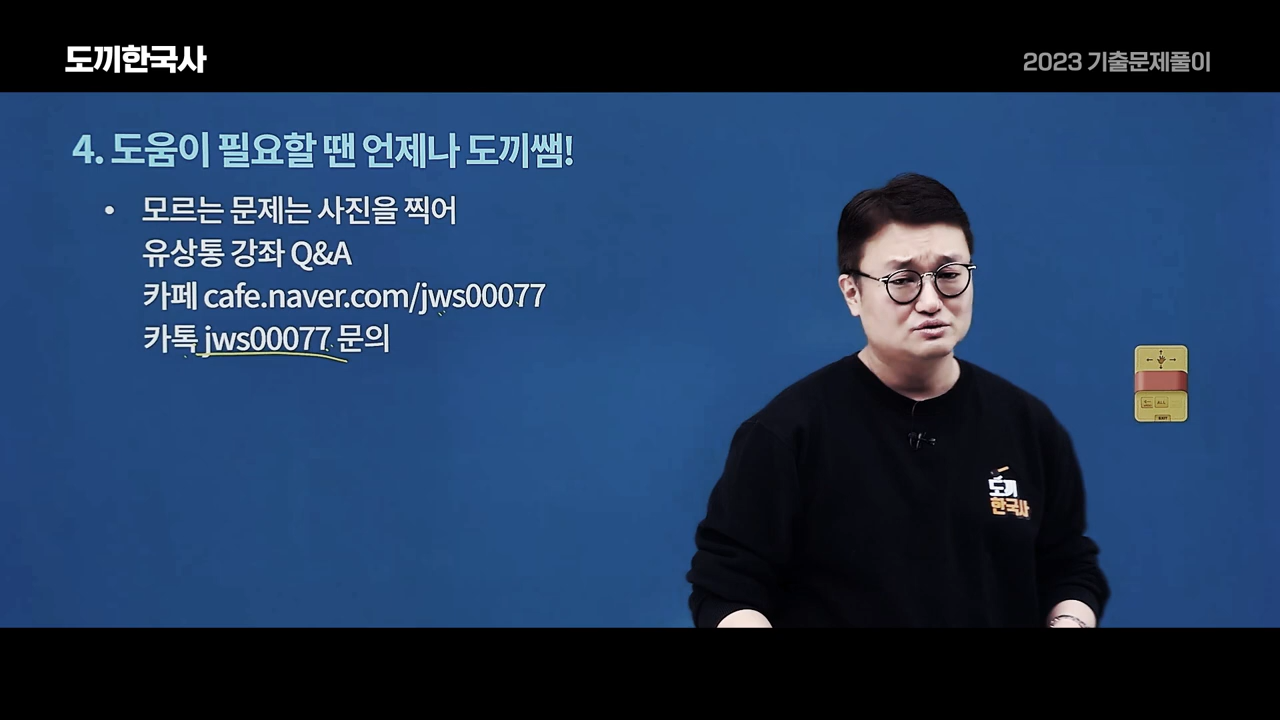 도끼한국사
2023 기출문제풀이
4. 도움이 필요할 땐 언제나 도끼쌤!
• 모르는 문제는 사진을 찍어
유상통 강좌 Q&A
카페 cafe.naver.com/jws00077
카톡 jws00077 문의
도끼
한국사